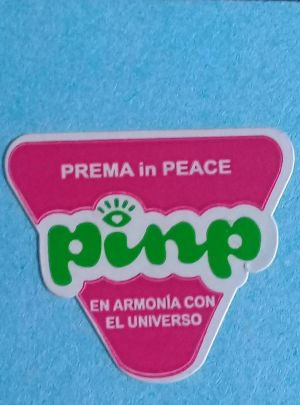 PREMA in PEACE
pinp
EN ARMONÍA CON
EL UNIVERSO